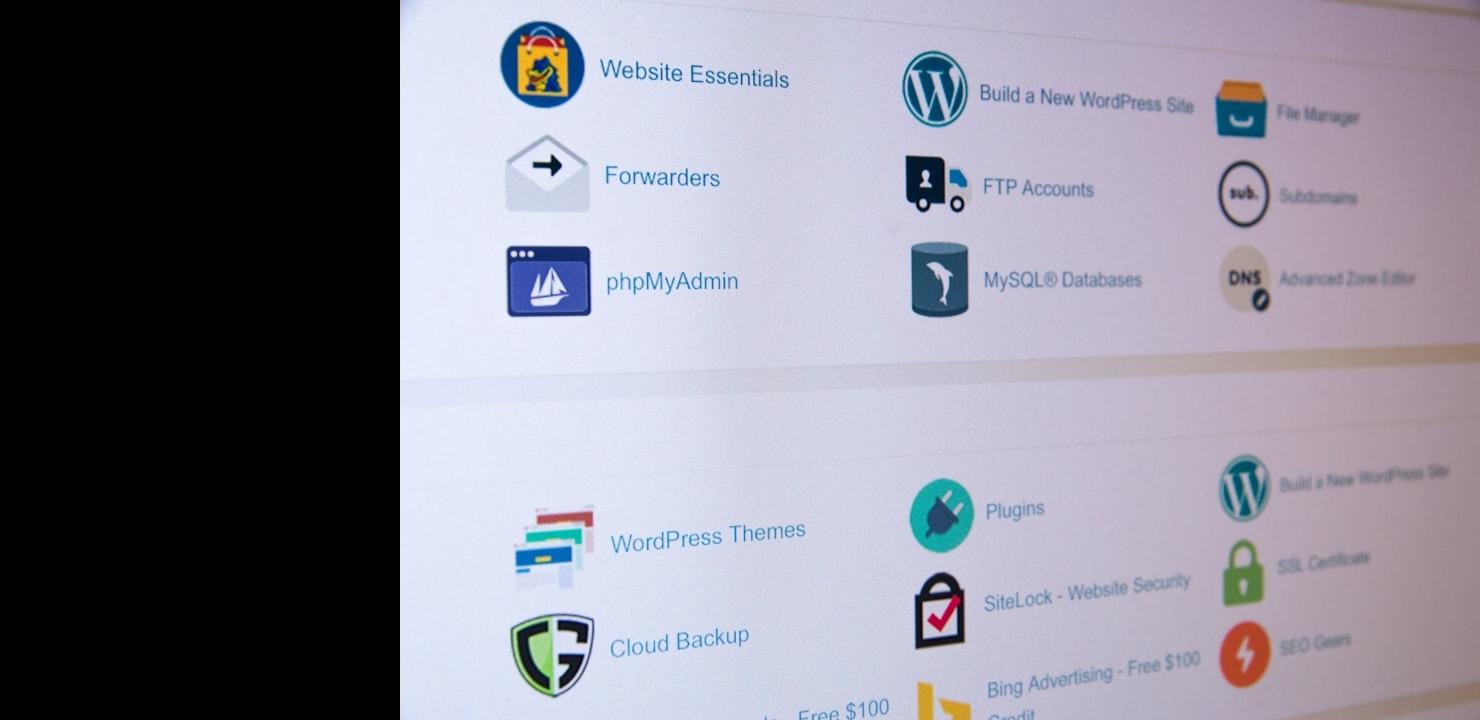 Website Essentials
Build a New WordPress Site
File Manager
Forwarders
FTP Accounts
sub.
Subdomains
phpMyAdmin
MySQL® Databases
DNS
Advanced Zone Editor
WordPress Themes
Plugins
Build a New WordPress Site
SSL Certificate
Cloud Backup
SiteLock - Website Security
SEO Gears
- Free $100
Bing Advertising - Free $100
Credit